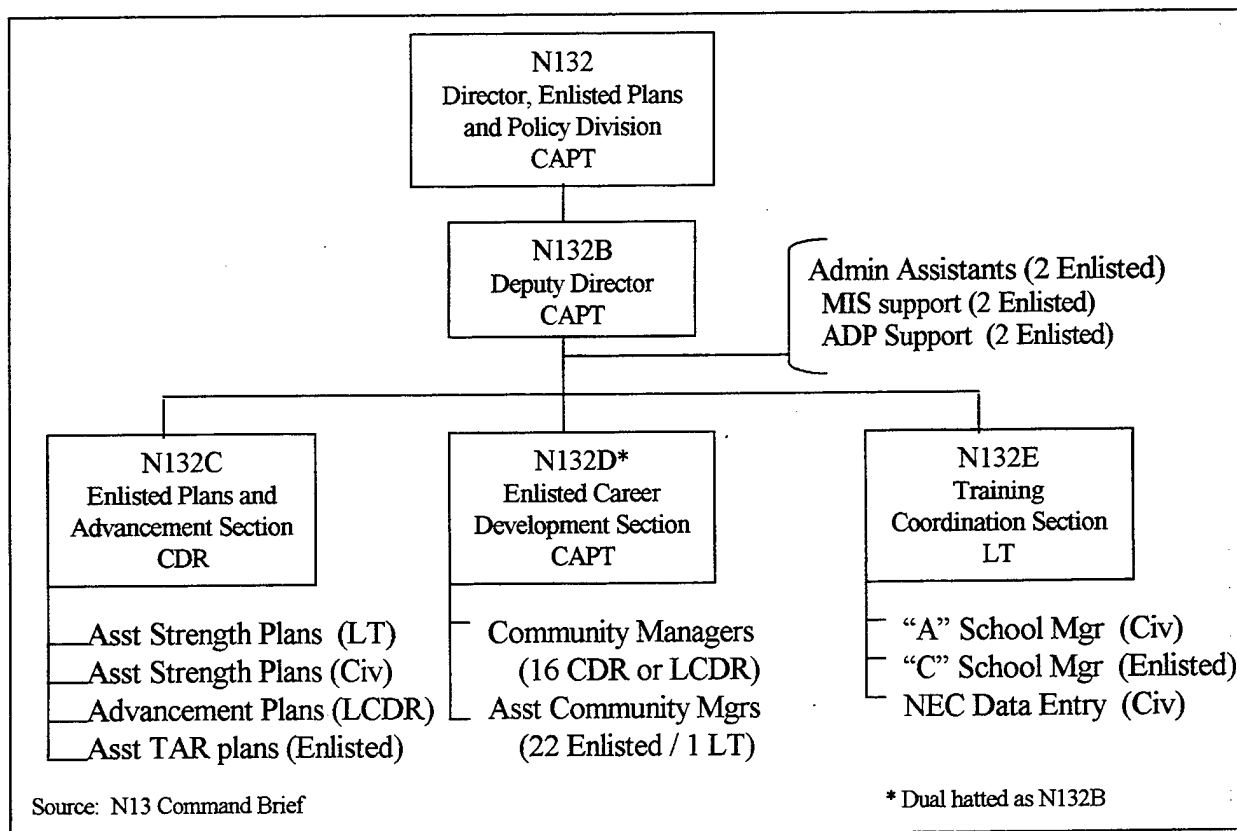 N132
Director, Enlisted Plans
and Policy Division
CAPT
N132B
Deputy Director
CAPT
Admin Assistants (2 Enlisted)
MIS support (2 Enlisted)
ADP Support (2 Enlisted)
N132C
Enlisted Plans and
Advancement Section
CDR
Asst Strength Plans (LT)
Asst Strength Plans (Civ)
Advancement Plans (LCDR)
Asst TAR plans (Enlisted)
N132D*
Enlisted Career
Development Section
CAPT
Community Managers
(16 CDR or LCDR)
Asst Community Mgrs
(22 Enlisted / 1 LT)
N132E
Training
Coordination Section
LT
“A” School Mgr (Civ)
“C” School Mgr (Enlisted)
NEC Data Entry (Civ)
Source: N13 Command Brief
* Dual hatted as N132B